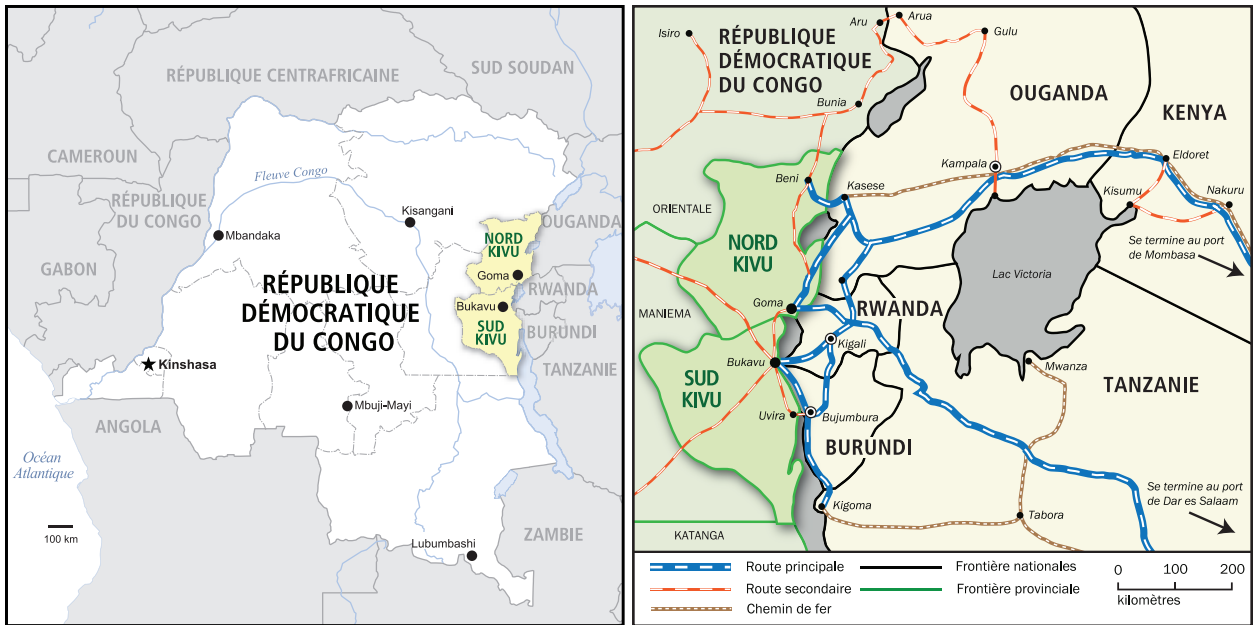 RÉPUBLIQUE CENTRAFRICAINE
SUD SOUDAN
CAMEROUN
RÉPUBLIQUE
DU CONGO
Fleuve Congo
Kisangani
OUGANDA
Mbandaka
NORD
KIVU
GABON
Goma
RÉPUBLIQUE
DÉMOCRATIQUE
DU CONGO
RWANDA
Bukavu
SUD
KIVU
BURUNDI
Kinshasa
TANZANIE
Mbuji-Mayi
ANGOLA
Océan
Atlantique
100 km
Lubumbashi
ZAMBIE
Aru
Arua
Isiro
Gulu
RÉPUBLIQUE
DÉMOCRATIQUE
DU CONGO
Bunia
OUGANDA
KENYA
Kampala
Eldoret
Beni
Kasese
Kisumu
Nakuru
ORIENTALE
NORD
KIVU
Se termine au port
de Mombasa
Lac Victoria
Goma
RWANDA
MANIEMA
Kigali
Bukavu
Mwanza
SUD
KIVU
TANZANIE
Uvira
Bujumbura
BURUNDI
Se termine au port
de Dar es Salaam
Kigoma
Tabora
KATANGA
Route principale
Frontière nationales
0 100 200
Route secondaire
Frontière provinciale
kilomètres
Chemin de fer